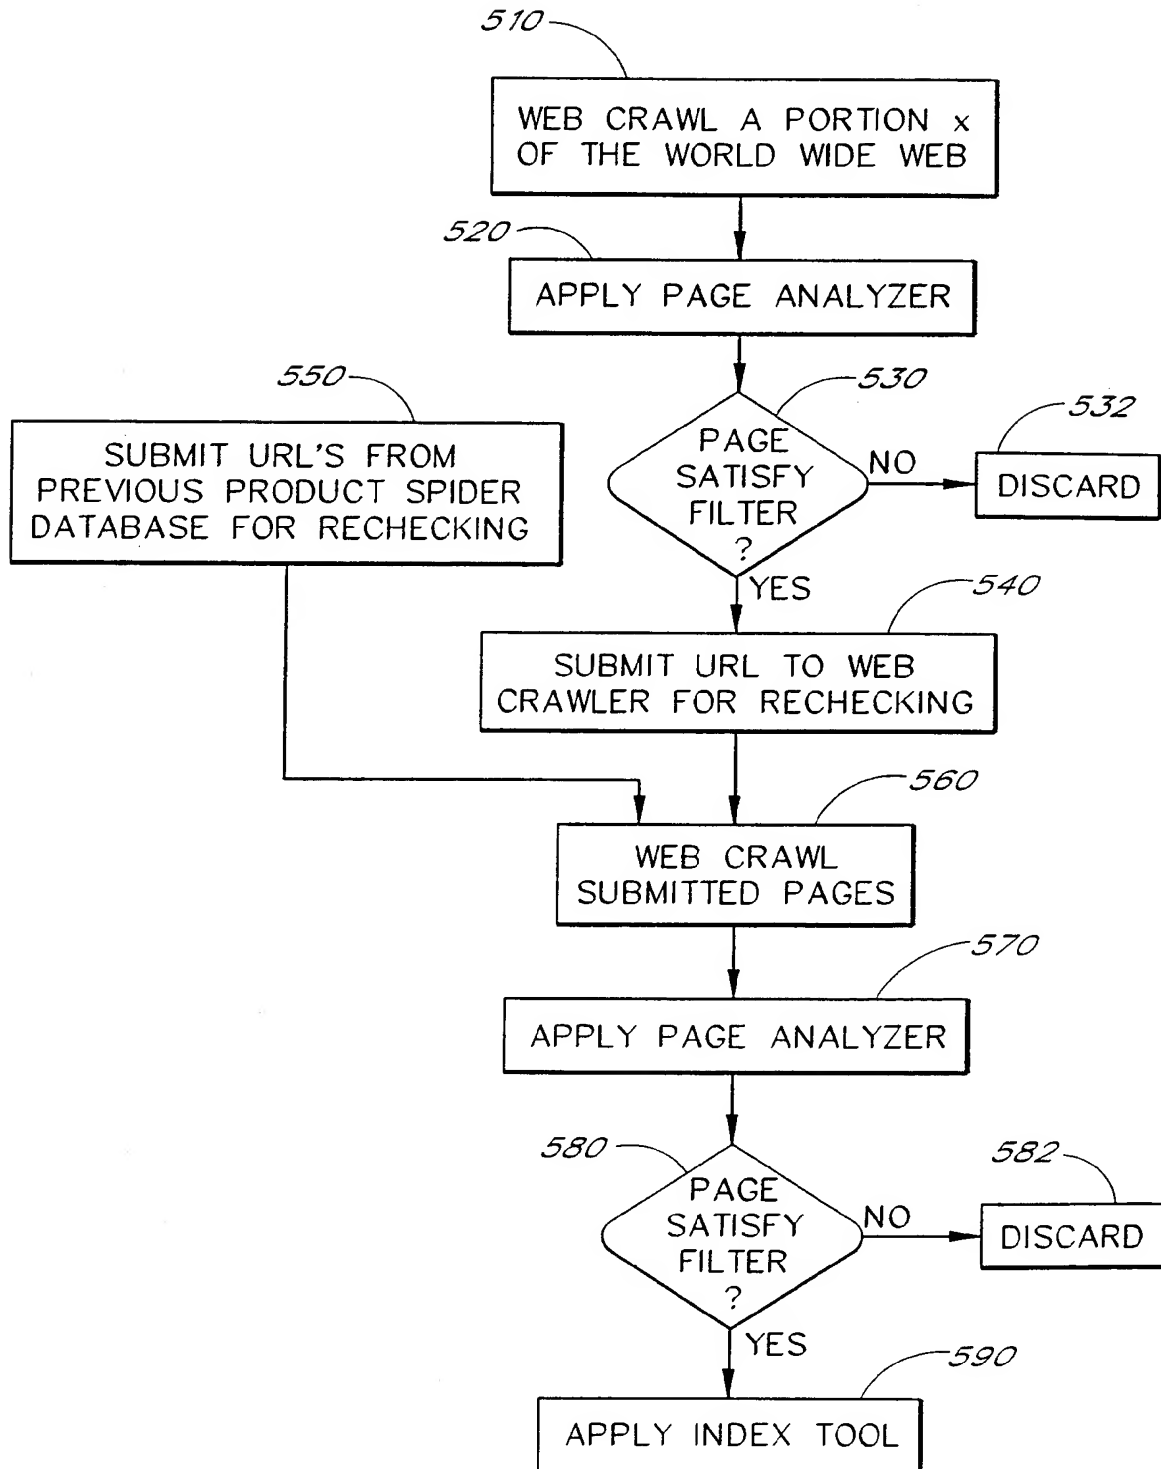 510
WEB CRAWL A PORTION x
OF THE WORLD WIDE WEB
520
APPLY PAGE ANALYZER
530
PAGE
SATISFY
FILTER
?
NO
532
DISCARD
YES
550
SUBMIT URL'S FROM
PREVIOUS PRODUCT SPIDER
DATABASE FOR RECHECKING
540
SUBMIT URL TO WEB
CRAWLER FOR RECHECKING
560
WEB CRAWL
SUBMITTED PAGES
570
APPLY PAGE ANALYZER
580
PAGE
SATISFY
FILTER
?
NO
582
DISCARD
YES
590
APPLY INDEX TOOL